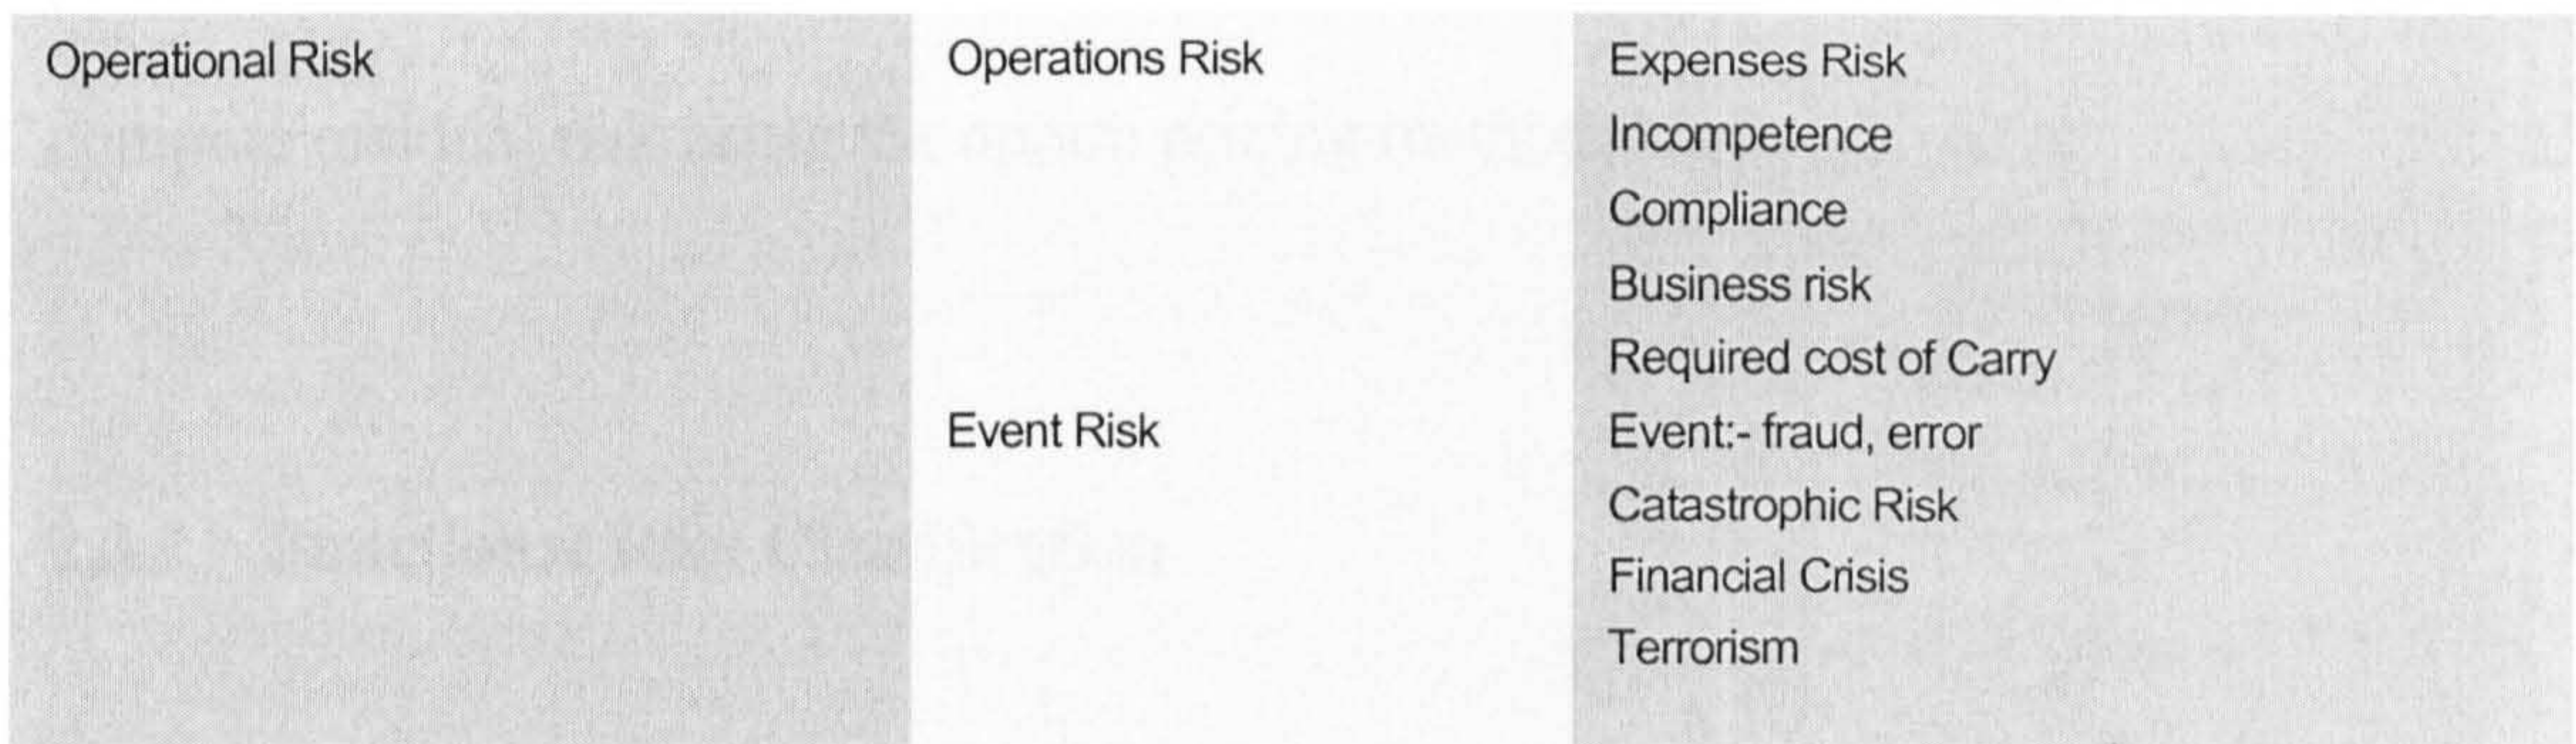 Operational Risk Operations Risk Expenses Risk
Incompetence
Compliance
Business risk
Required cost of Carry
Event Risk Event:- fraud, error
Catastrophic Risk
Financial Crisis
Terrorism